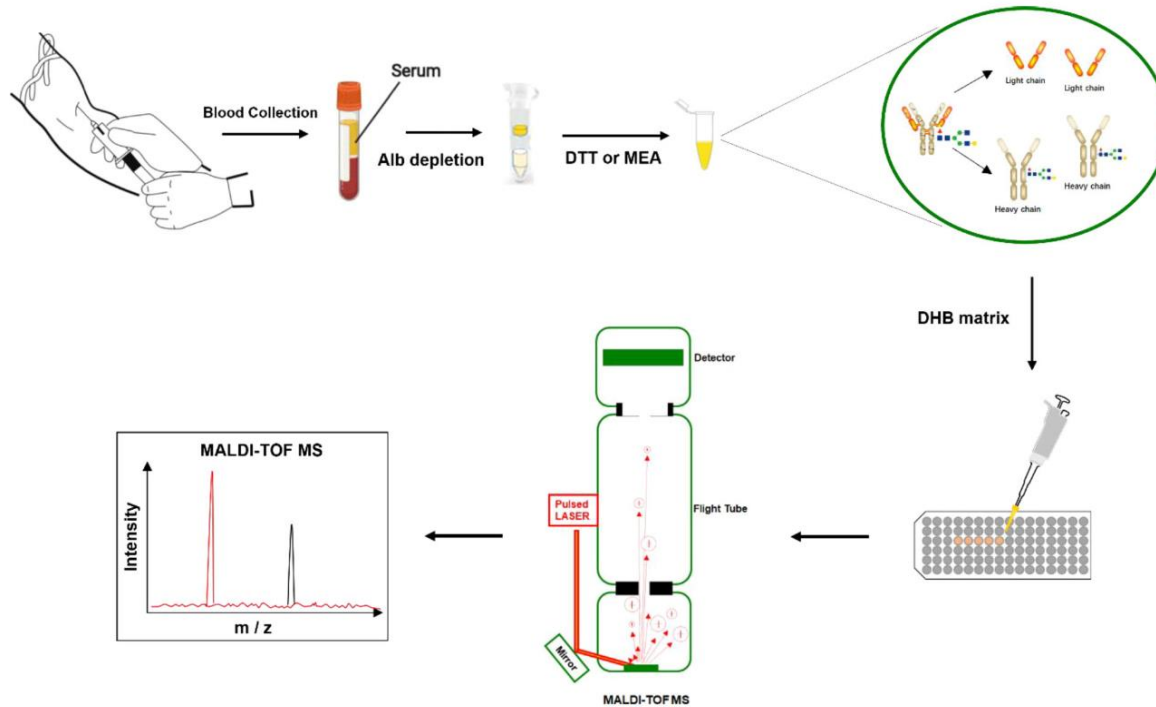 Serum
Blood Collection
Alb depletion
DTT or MEA
Light chain
Light chain
Heavy chain
Heavy chain
DHB matrix
Detector
Flight Tube
Pulsed
LASER
Mirror
MALDI-TOF MS
MALDI-TOF MS
Intensity
m / z